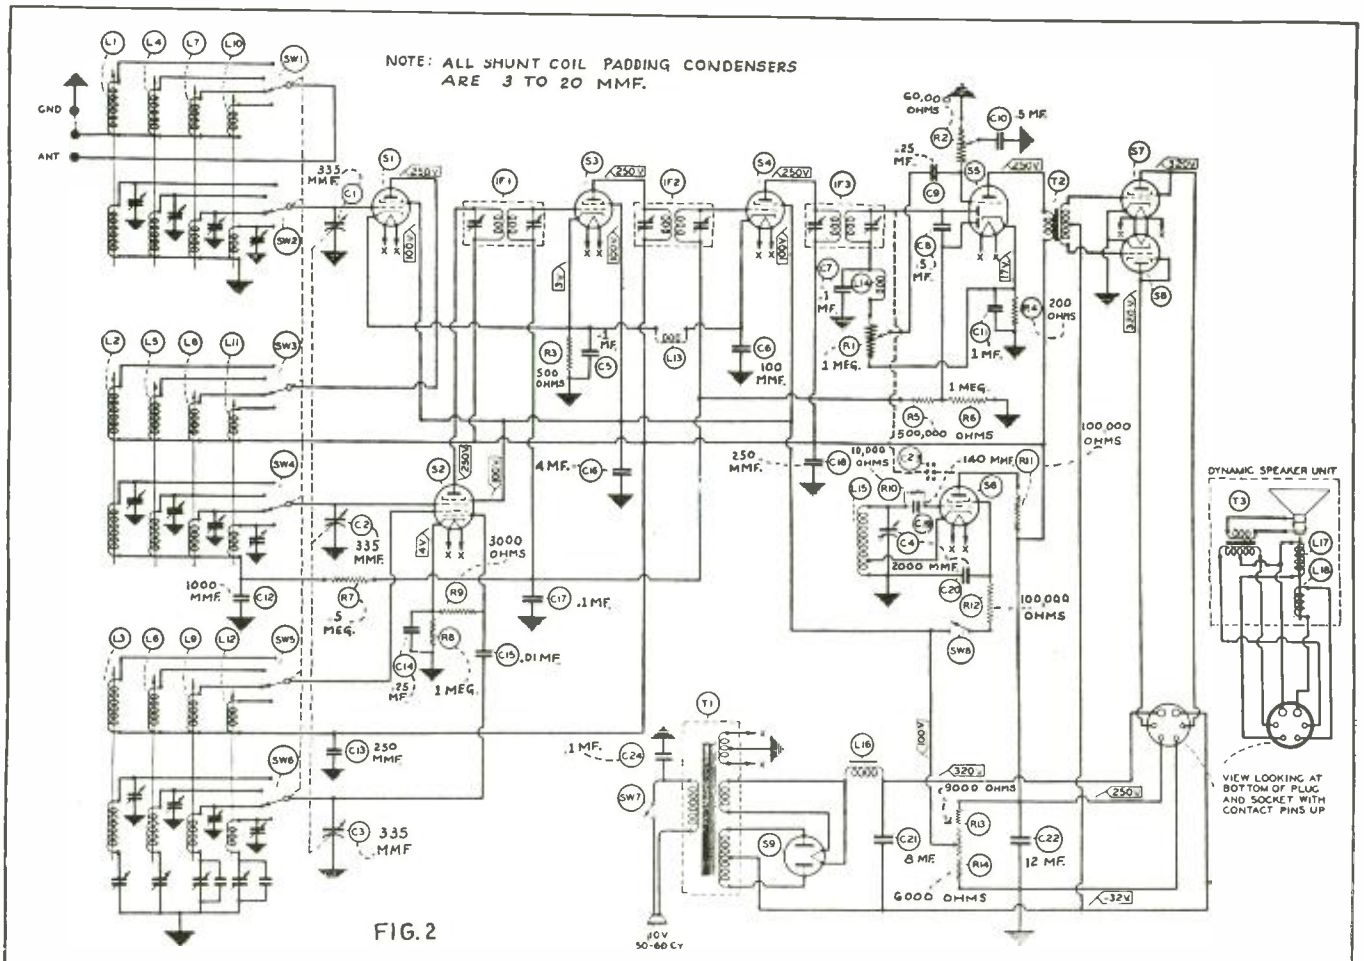 NOTE: ALL SHUNT COIL PADDING CONDENSERS
ARE 3 TO 20 MMF.
L1 L4 L7 L10 SW1
GND
ANT
SW2
335 MMF.
C1
S1
250V
100V
IF1
S3
250V
100V
3V
IF2
S4
250V
100V
IF3
60,000 OHMS
R2
C10 .5 MF.
.25 MF.
C9
S5
250V
17V
T2
S7
320V
S8
320V
C8
.5 MF.
C7
.1 MF.
L14
R1
1 MEG.
C11
1 MF.
R4
200 OHMS
L2 L5 L8 L11 SW3
R3
500 OHMS
.1 MF.
C5
L13
C6
100 MMF.
R5
500,000 OHMS
1 MEG.
R6
100,000 OHMS
SW4
S2
250V
100V
4V
C2
335 MMF.
4 MF.
C16
250 MMF.
C18
10,000 OHMS
R10
L15
140 MMF.
R11
S6
C4
2000 MMF.
C20
R12
100,000 OHMS
SW8
3000 OHMS
R9
1000 MMF.
C12
R7
.5 MEG.
C17
.1 MF.
R8
1 MEG.
C14
.25 MF.
C15
.01 MF.
L3 L6 L9 L12 SW5
C13
250 MMF.
SW6
C3
335 MMF
.1 MF.
C24
T1
SW7
S9
L16
100V
320V
9000 OHMS
R13
R14
6000 OHMS
250V
C21
8 MF.
C22
12 MF.
-32V
110V
50-60 CY
DYNAMIC SPEAKER UNIT
T3
L17
L18
VIEW LOOKING AT
BOTTOM OF PLUG
AND SOCKET WITH
CONTACT PINS UP
FIG. 2